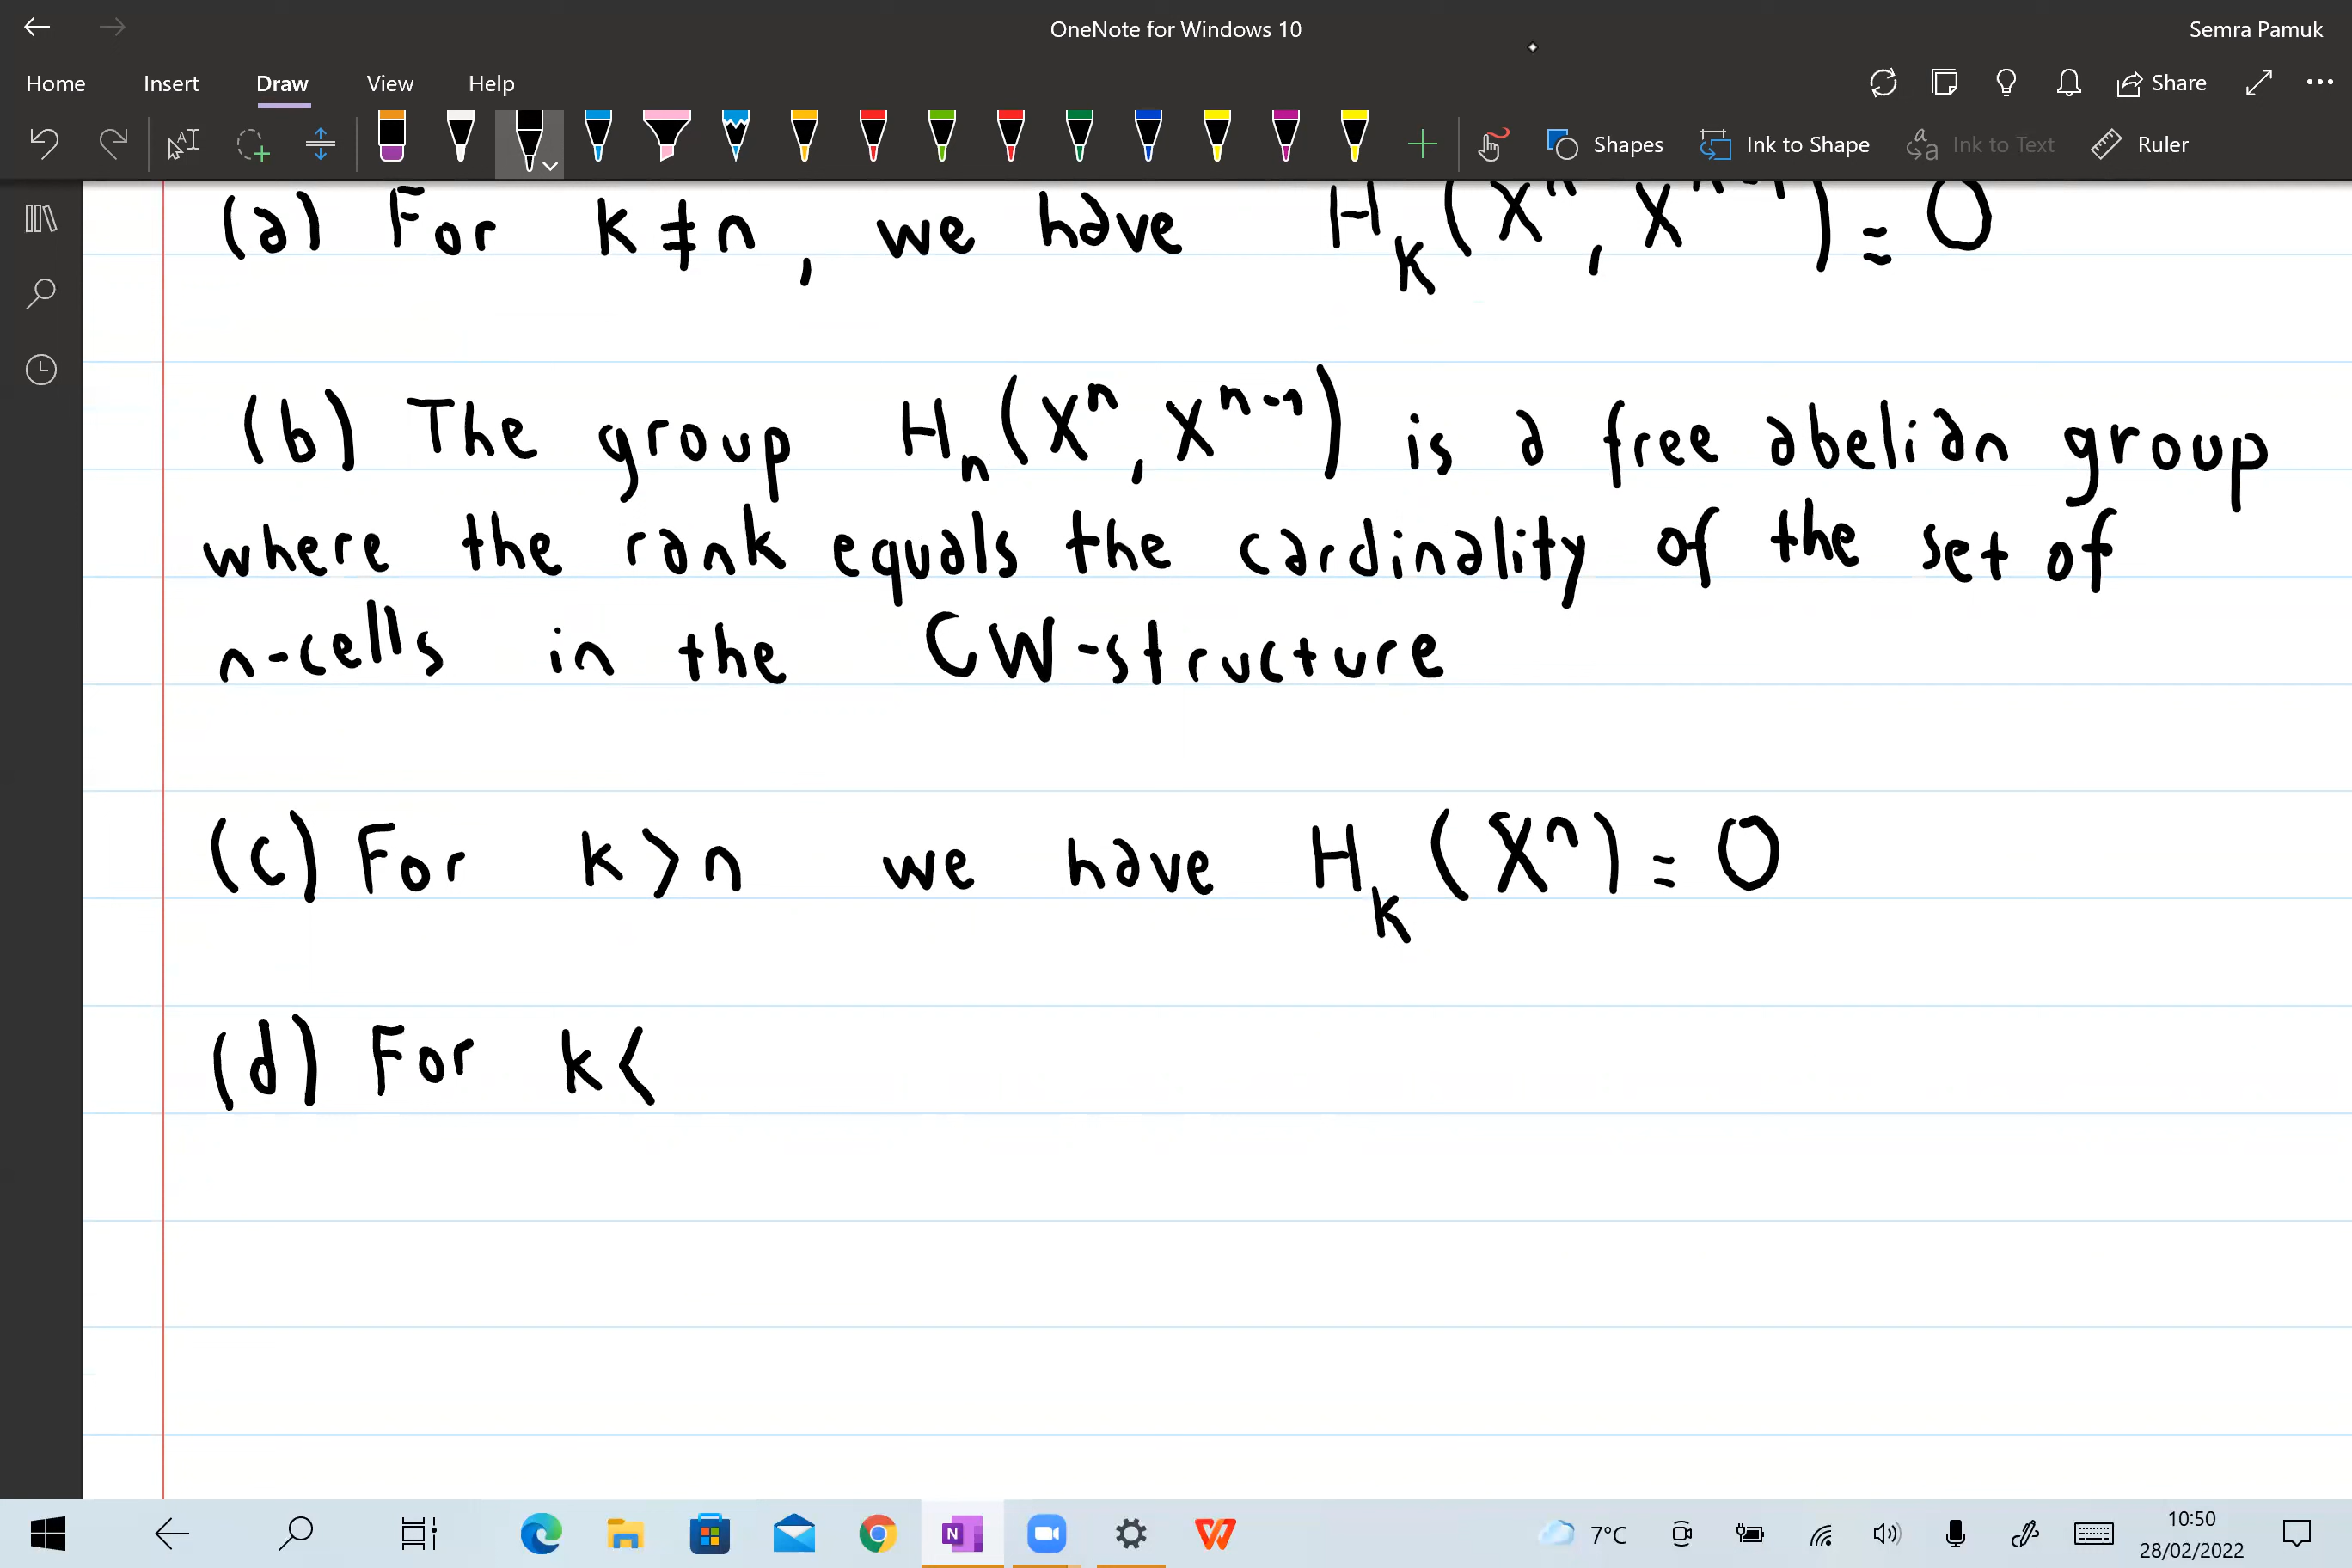 OneNote for Windows 10
Semra Pamuk
Home Insert Draw View Help
Share
Shapes Ink to Shape Ink to Text Ruler
(a) For k ≠ n, we have H_k(X^n, X^{n-1}) = 0
(b) The group H_n(X^n, X^{n-1}) is a free abelian group
where the rank equals the cardinality of the set of
n-cells in the CW-structure
(c) For k > n we have H_k(X^n) = 0
(d) For k <
7°C
10:50
28/02/2022